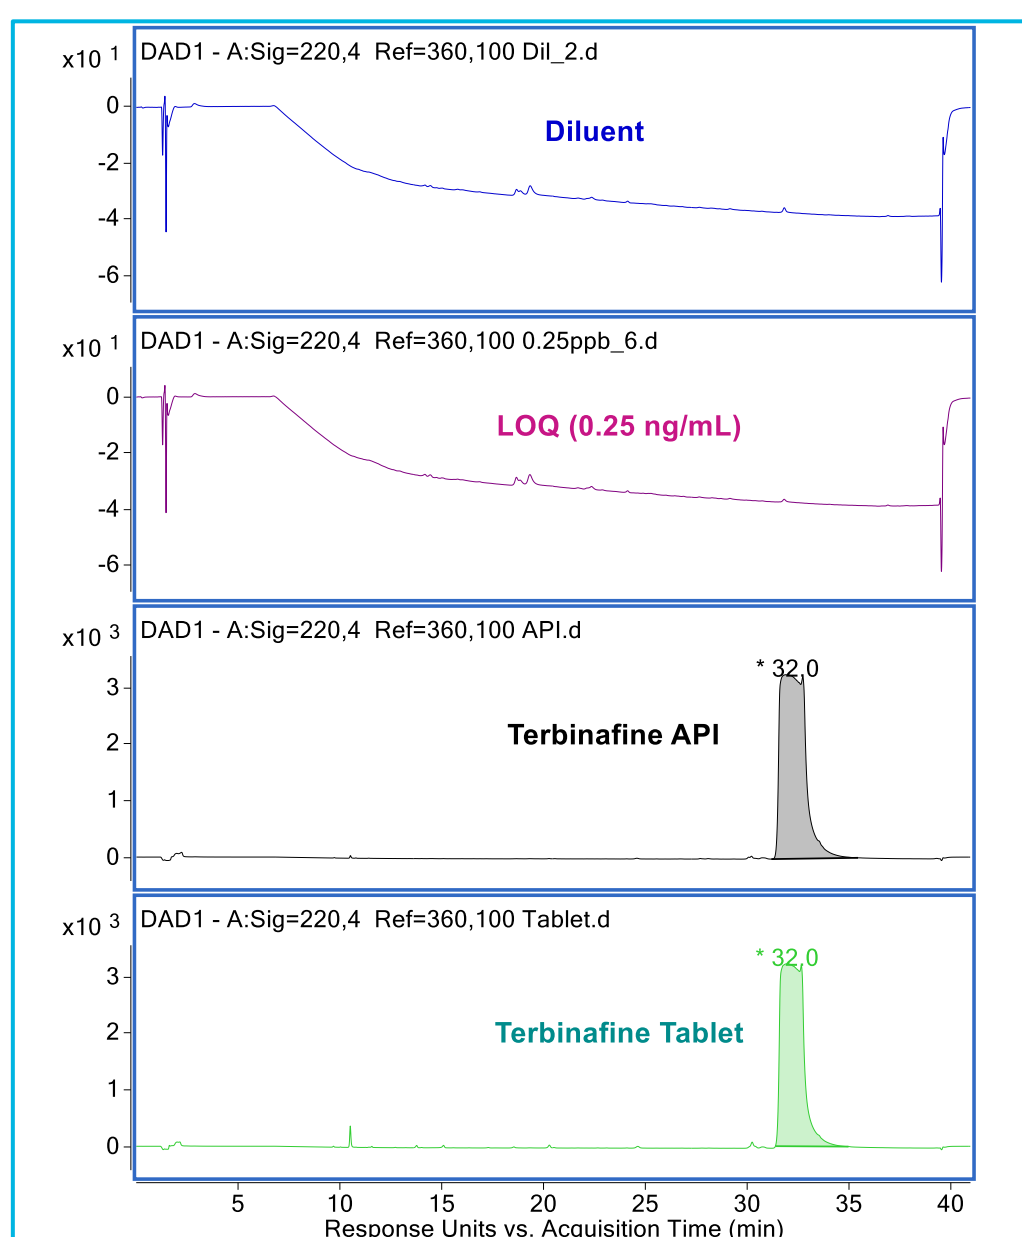 x10 1
DAD1 - A:Sig=220,4 Ref=360,100 Dil_2.d
0
Diluent
-2
-4
-6
x10 1
DAD1 - A:Sig=220,4 Ref=360,100 0.25ppb_6.d
0
LOQ (0.25 ng/mL)
-2
-4
-6
x10 3
DAD1 - A:Sig=220,4 Ref=360,100 API.d
* 32.0
3
Terbinafine API
2
1
0
x10 3
DAD1 - A:Sig=220,4 Ref=360,100 Tablet.d
* 32.0
3
Terbinafine Tablet
2
1
0
5 10 15 20 25 30 35 40
Response Units vs. Acquisition Time (min)